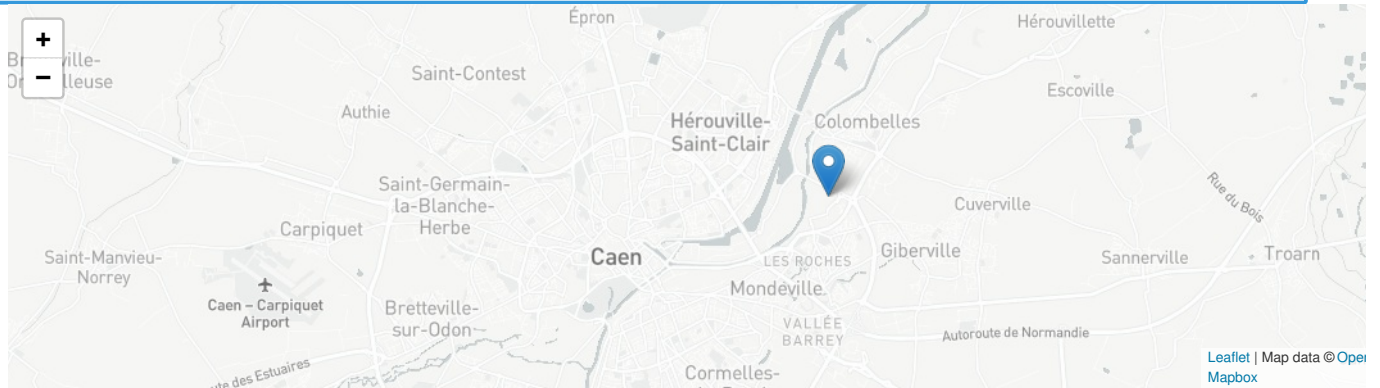 +
−
Épron
Hérouvillette
Saint-Contest
Escoville
Authie
Hérouville-
Saint-Clair
Colombelles
Saint-Germain-
la-Blanche-
Herbe
Rue du Bois
Cuverville
Carpiquet
Caen
Giberville
LES ROCHES
Saint-Manvieu-
Norrey
Sannerville
Troarn
Mondeville
Caen – Carpiquet
Airport
Bretteville-
sur-Odon
VALLÉE
BARREY
Autoroute de Normandie
des Estuaires
Cormelles-
Leaflet | Map data © Oper
Mapbox